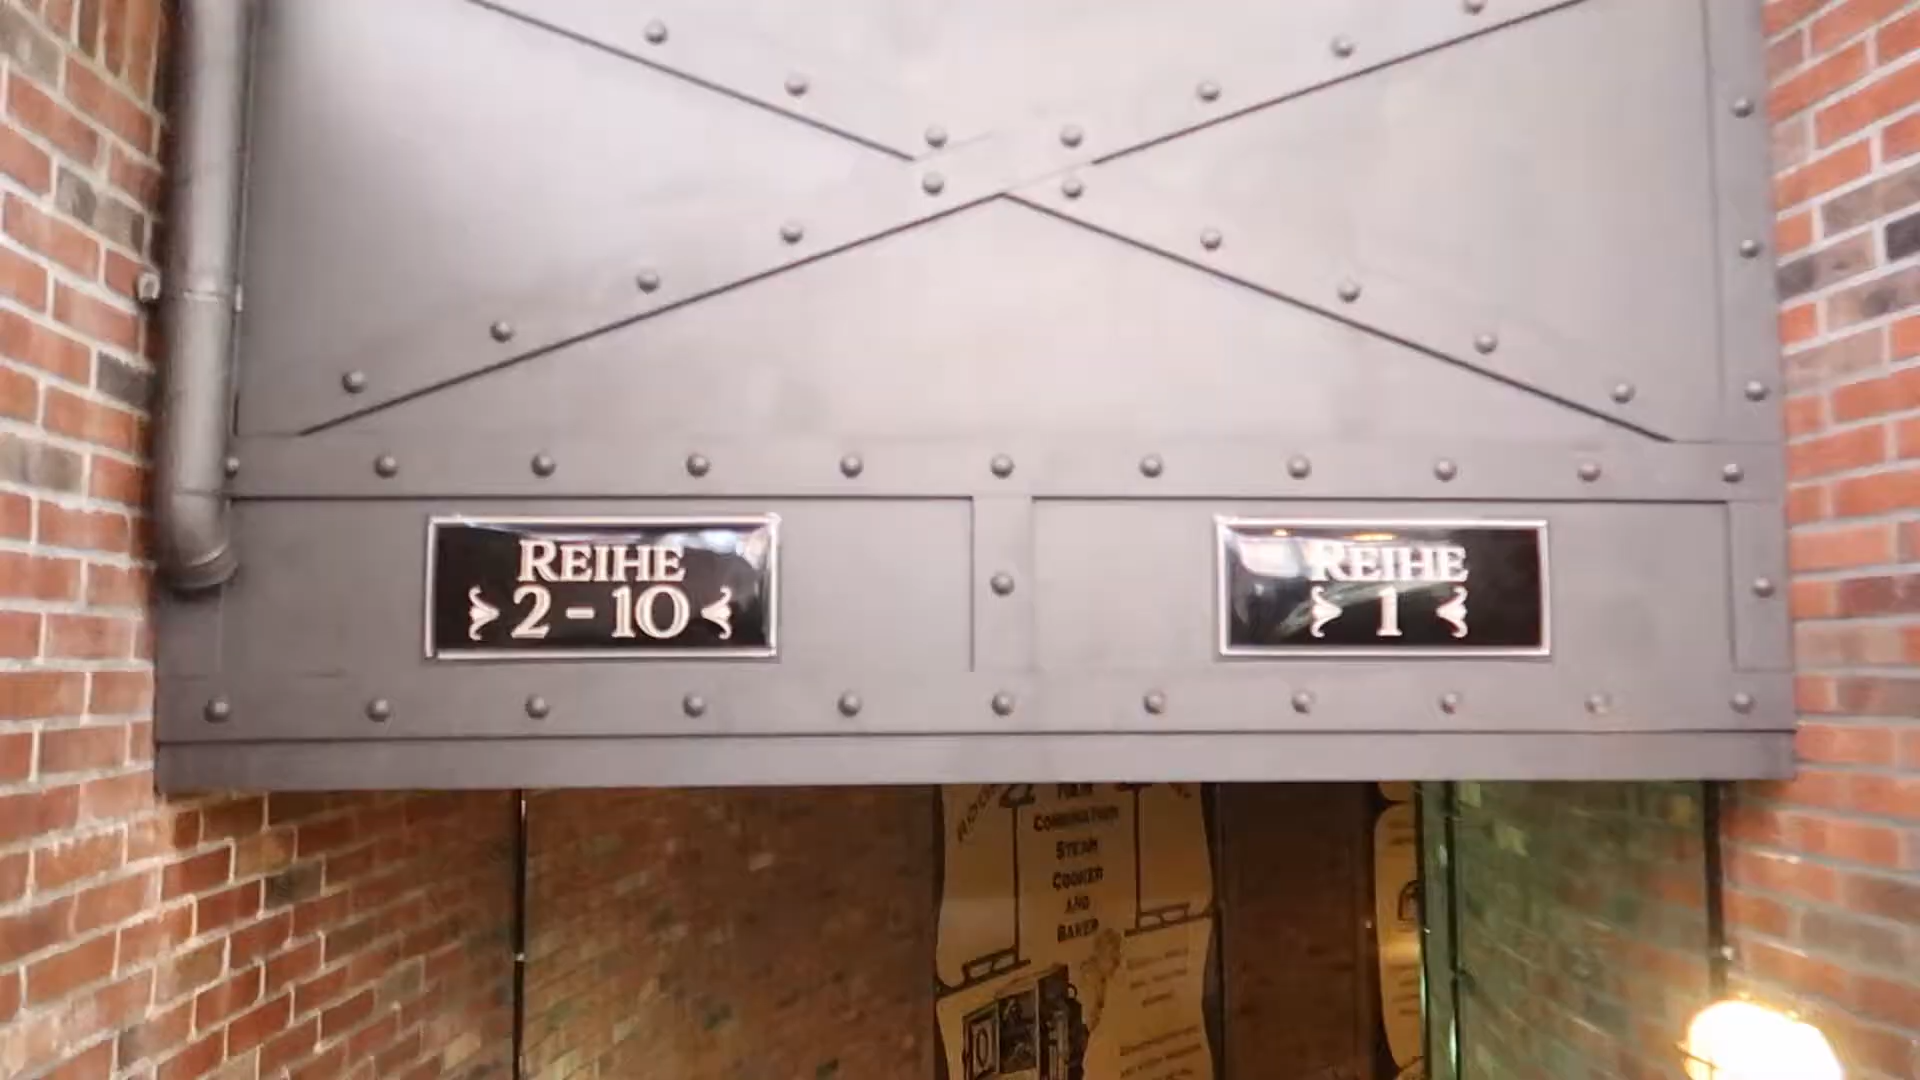 REIHE
2 - 10
REIHE
1
COMBINATION
STEAM
COOKER
AND
BAKER